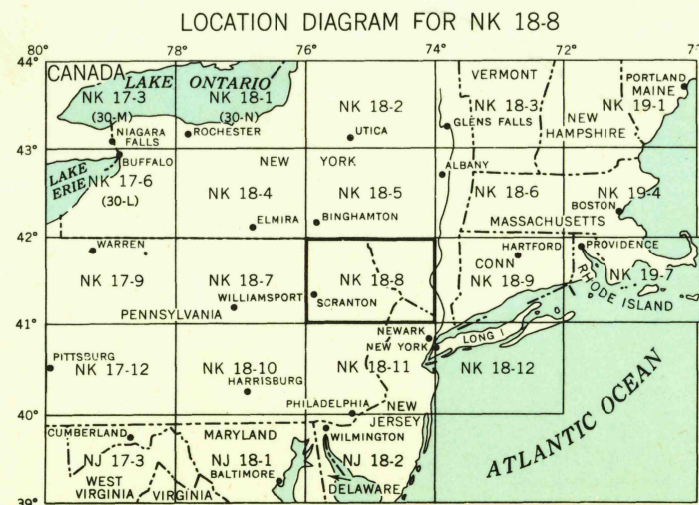 LOCATION DIAGRAM FOR NK 18-8
80° 78° 76° 74° 72° 7
44°
CANADA
LAKE ONTARIO
VERMONT
PORTLAND
MAINE
NK 17-3 NK 18-1 NK 18-2 NK 18-3 NK 19-1
(30-M) (30-N)
NIAGARA
FALLS
ROCHESTER
UTICA
GLENS FALLS
NEW
HAMPSHIRE
43°
BUFFALO
NEW YORK
ALBANY
LAKE
ERIE
NK 17-6
(30-L)
NK 18-4 NK 18-5 NK 18-6 NK 19-4
BOSTON
ELMIRA
BINGHAMTON
MASSACHUSETTS
42°
WARREN
HARTFORD
PROVIDENCE
CONN
NK 17-9 NK 18-7 NK 18-8 NK 18-9 NK 19-7
WILLIAMSPORT
SCRANTON
RHODE ISLAND
PENNSYLVANIA
41°
NEWARK
NEW YORK
LONG I
PITTSBURG
NK 17-12 NK 18-10 NK 18-11 NK 18-12
HARRISBURG
PHILADELPHIA
NEW
JERSEY
40°
ATLANTIC OCEAN
CUMBERLAND
MARYLAND
WILMINGTON
NJ 17-3 NJ 18-1 NJ 18-2
WEST
VIRGINIA
VIRGINIA
BALTIMORE
DELAWARE
39°